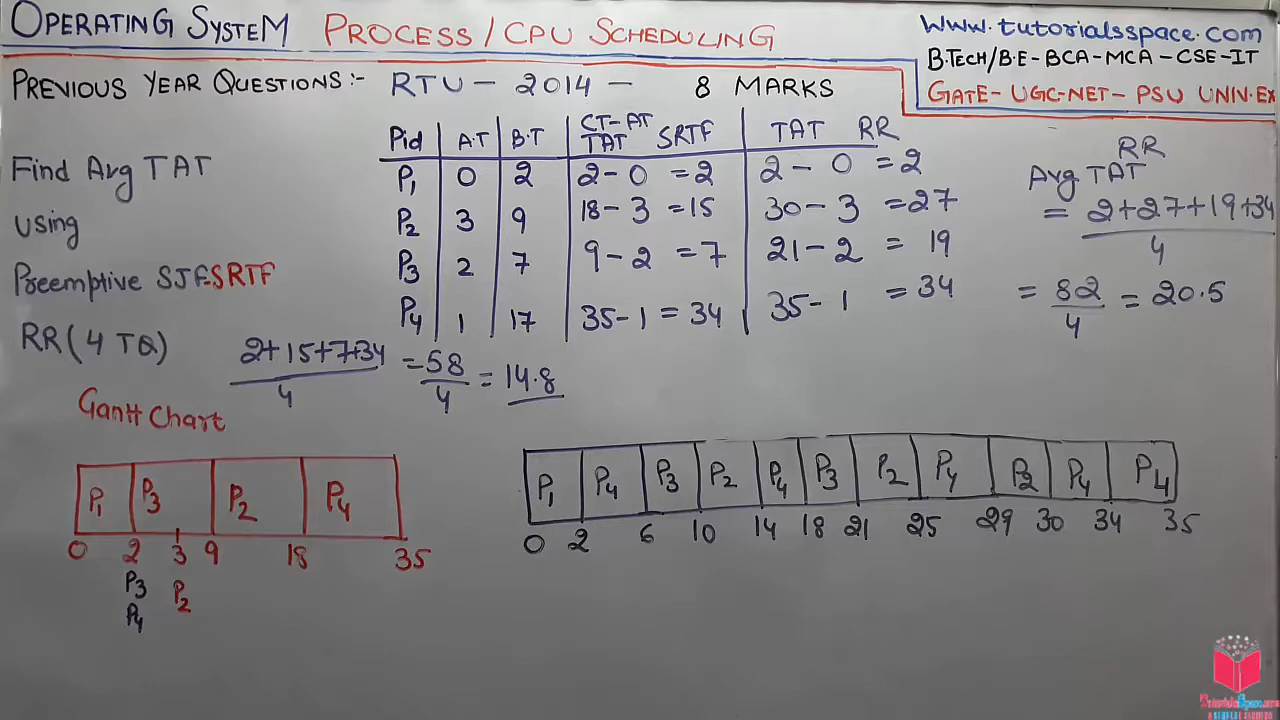 OPERATING SYSTEM PROCESS / CPU SCHEDULING
www.tutorialsspace.com
B.TECH/B.E-BCA-MCA-CSE-IT
GATE-UGC-NET-PSU UNIV.EX
PREVIOUS YEAR QUESTIONS:- RTU - 2014 - 8 MARKS
Find Avg TAT
using
Preemptive SJF-SRTF
RR(4 TQ)
CT-AT
Pid A.T B.T TAT SRTF TAT RR
P1 0 2 2-0 =2 2-0 =2
P2 3 9 18-3 =15 30-3 =27
P3 2 7 9-2 =7 21-2 = 19
P4 1 17 35-1 = 34 35-1 = 34
RR
Avg TAT
= 2+27+19+34
4
= 82 = 20.5
4
2+15+7+34 = 58 = 14.8
4 4
Gantt Chart
P1 P3 P2 P4
0 2 3 9 18 35
P3 P2
P4
P1 P4 P3 P2 P4 P3 P2 P4 P2 P4 P4
0 2 6 10 14 18 21 25 29 30 34 35